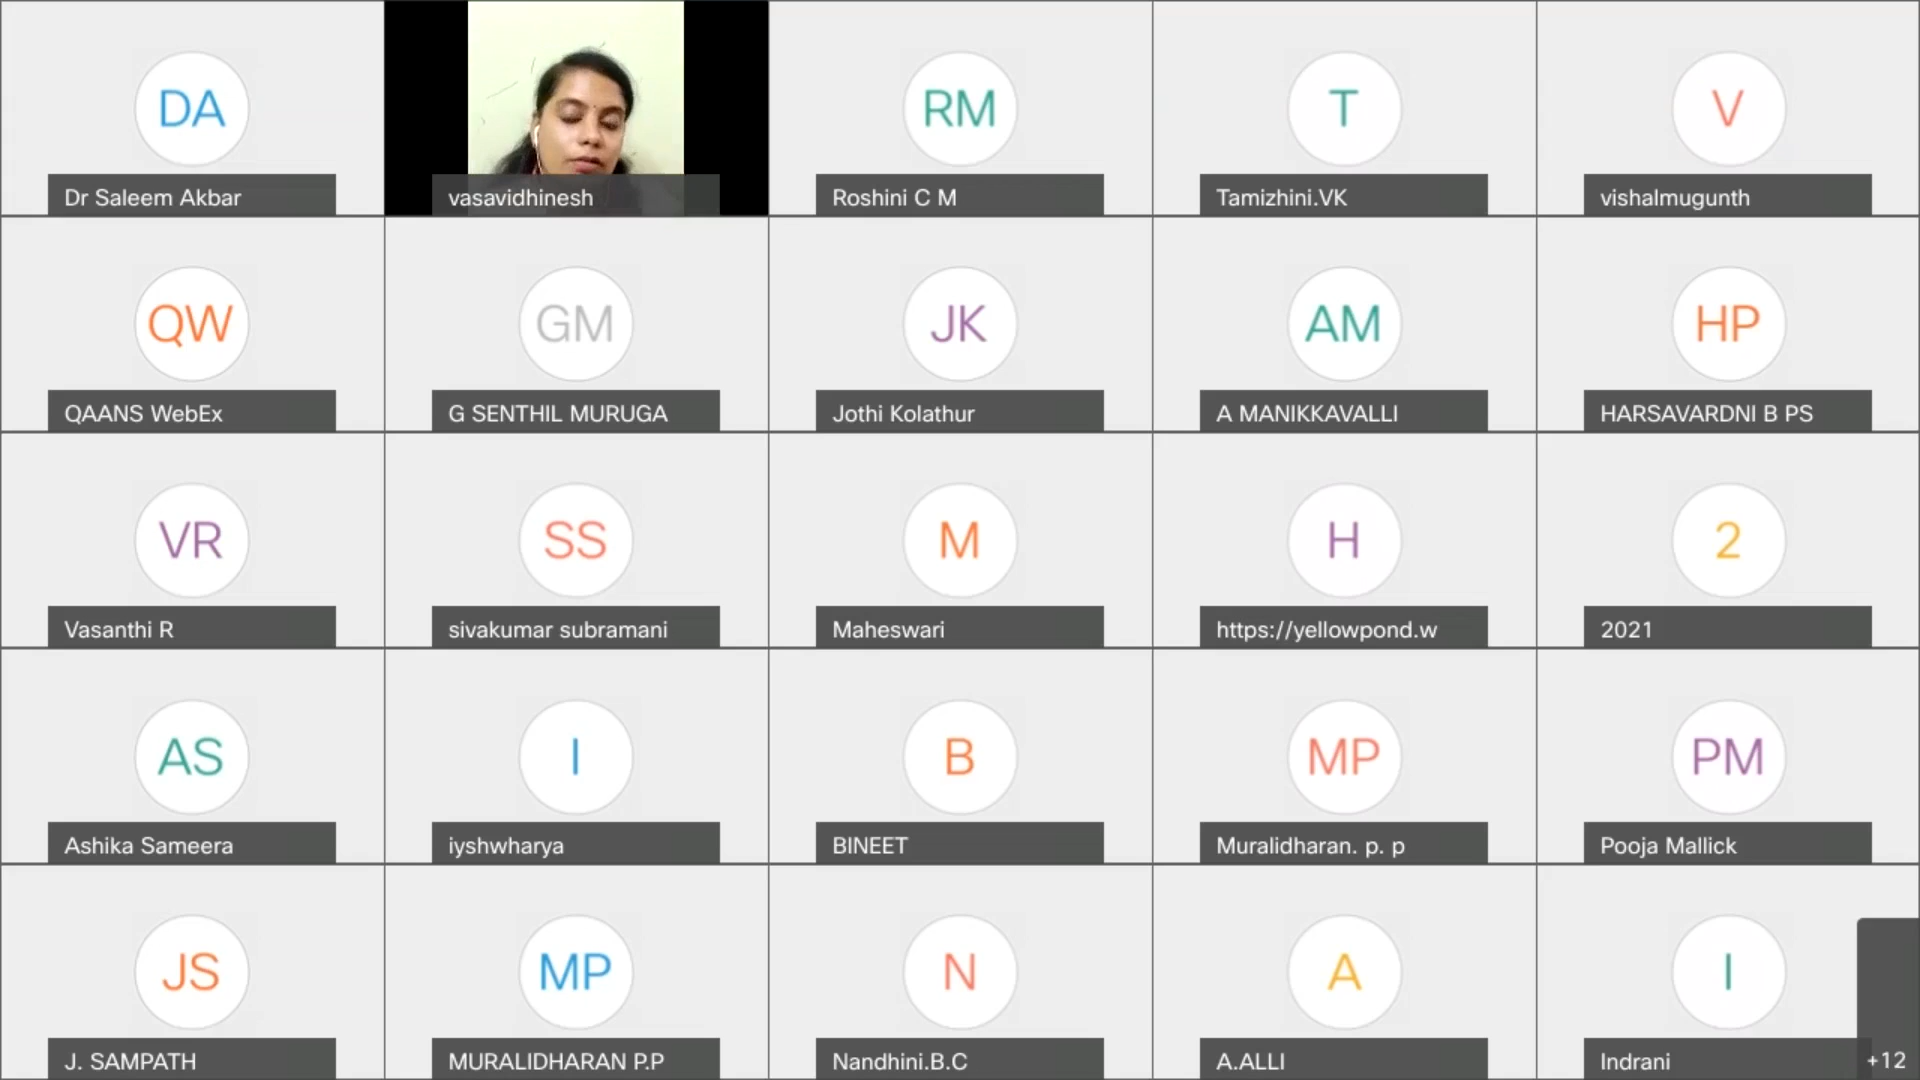 DA
Dr Saleem Akbar
vasavidhinesh
RM
Roshini C M
T
Tamizhini.VK
V
vishalmugunth
QW
QAANS WebEx
GM
G SENTHIL MURUGA
JK
Jothi Kolathur
AM
A MANIKKAVALLI
HP
HARSAVARDNI B PS
VR
Vasanthi R
SS
sivakumar subramani
M
Maheswari
H
https://yellowpond.w
2
2021
AS
Ashika Sameera
I
iyshwharya
B
BINEET
MP
Muralidharan. p. p
PM
Pooja Mallick
JS
J. SAMPATH
MP
MURALIDHARAN P.P
N
Nandhini.B.C
A
A.ALLI
I
Indrani
+12